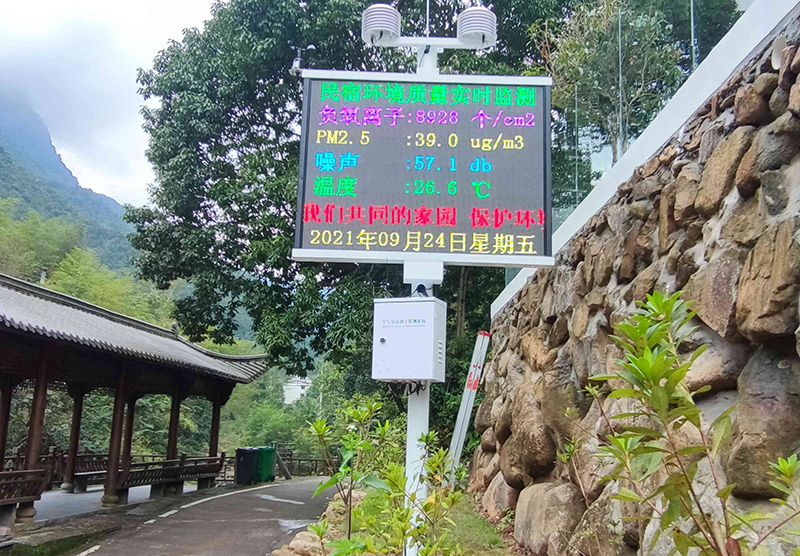 民宿环境质量实时监测
负氧离子:8928 个/cm2
PM2.5 :39.0 ug/m3
噪声 :57.1 db
温度 :26.6 ℃
我们共同的家园 保护环
2021年09月24日星期五